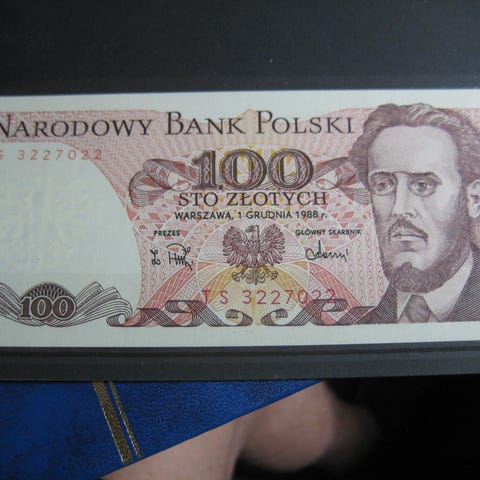 NARODOWY BANK POLSKI
S 3227022
100
STO ZŁOTYCH
WARSZAWA, 1 GRUDNIA 1988 r.
PREZES
GŁÓWNY SKARBNIK
TS 3227022
100